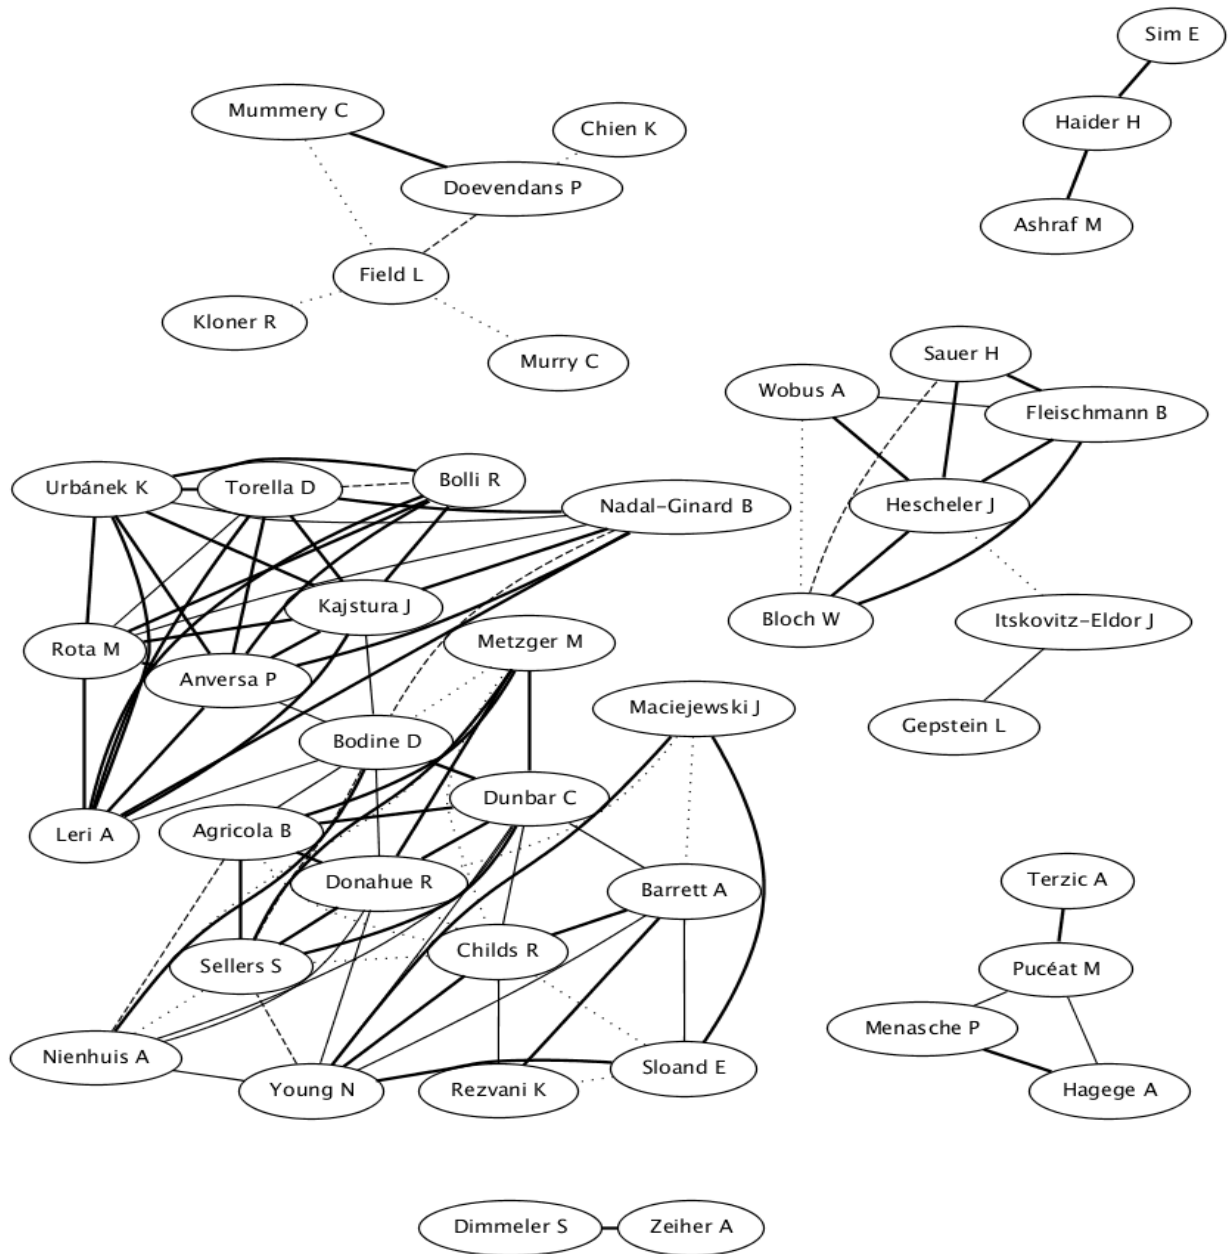 Sim E
Mummery C
Chien K
Haider H
Doevendans P
Ashraf M
Field L
Kloner R
Murry C
Sauer H
Wobus A
Fleischmann B
Urbánek K
Torella D
Bolli R
Nadal-Ginard B
Hescheler J
Kajstura J
Bloch W
Itskovitz-Eldor J
Rota M
Metzger M
Anversa P
Maciejewski J
Gepstein L
Bodine D
Dunbar C
Leri A
Agricola B
Donahue R
Barrett A
Terzic A
Sellers S
Childs R
Pucéat M
Menasche P
Nienhuis A
Young N
Rezvani K
Sloand E
Hagege A
Dimmeler S
Zeiher A